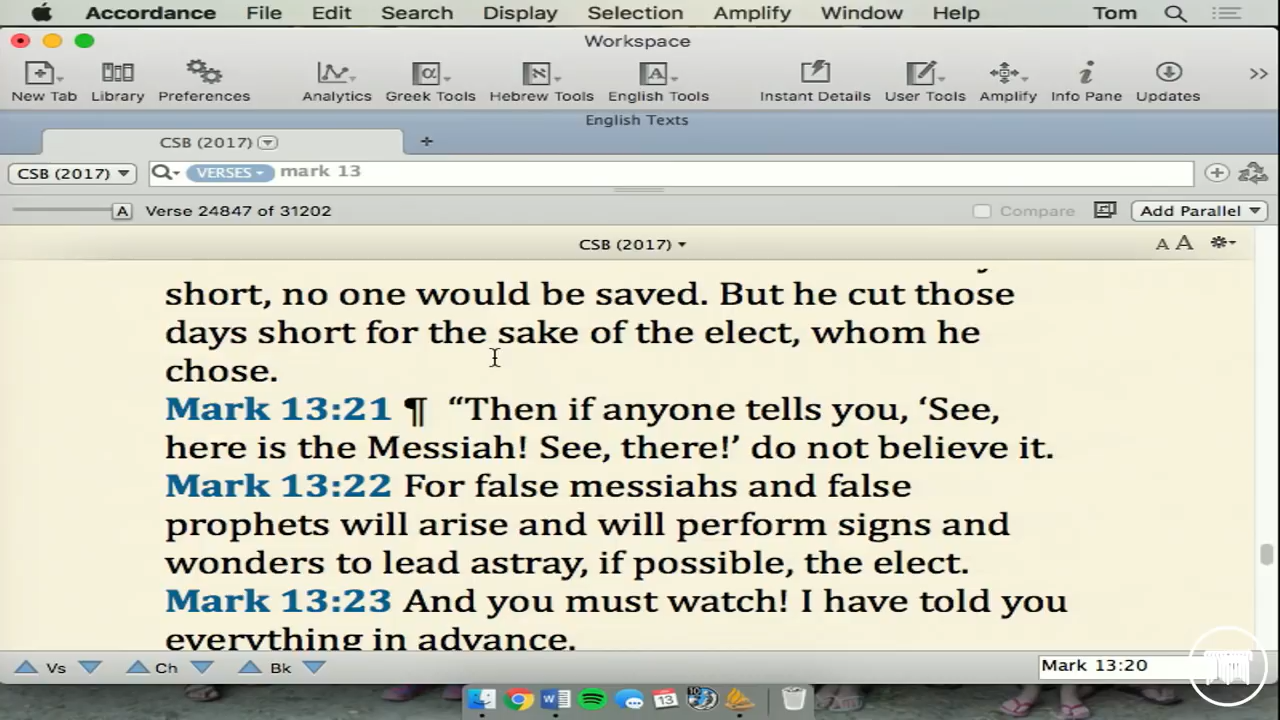 Accordance File Edit Search Display Selection Amplify Window Help Tom
Workspace
New Tab Library Preferences Analytics Greek Tools Hebrew Tools English Tools Instant Details User Tools Amplify Info Pane Updates
English Texts
CSB (2017)
CSB (2017) VERSES mark 13
A Verse 24847 of 31202 Compare Add Parallel
CSB (2017) A A
short, no one would be saved. But he cut those
days short for the sake of the elect, whom he
chose.
Mark 13:21 ¶ “Then if anyone tells you, ‘See,
here is the Messiah! See, there!’ do not believe it.
Mark 13:22 For false messiahs and false
prophets will arise and will perform signs and
wonders to lead astray, if possible, the elect.
Mark 13:23 And you must watch! I have told you
everything in advance.
Vs Ch Bk Mark 13:20
13